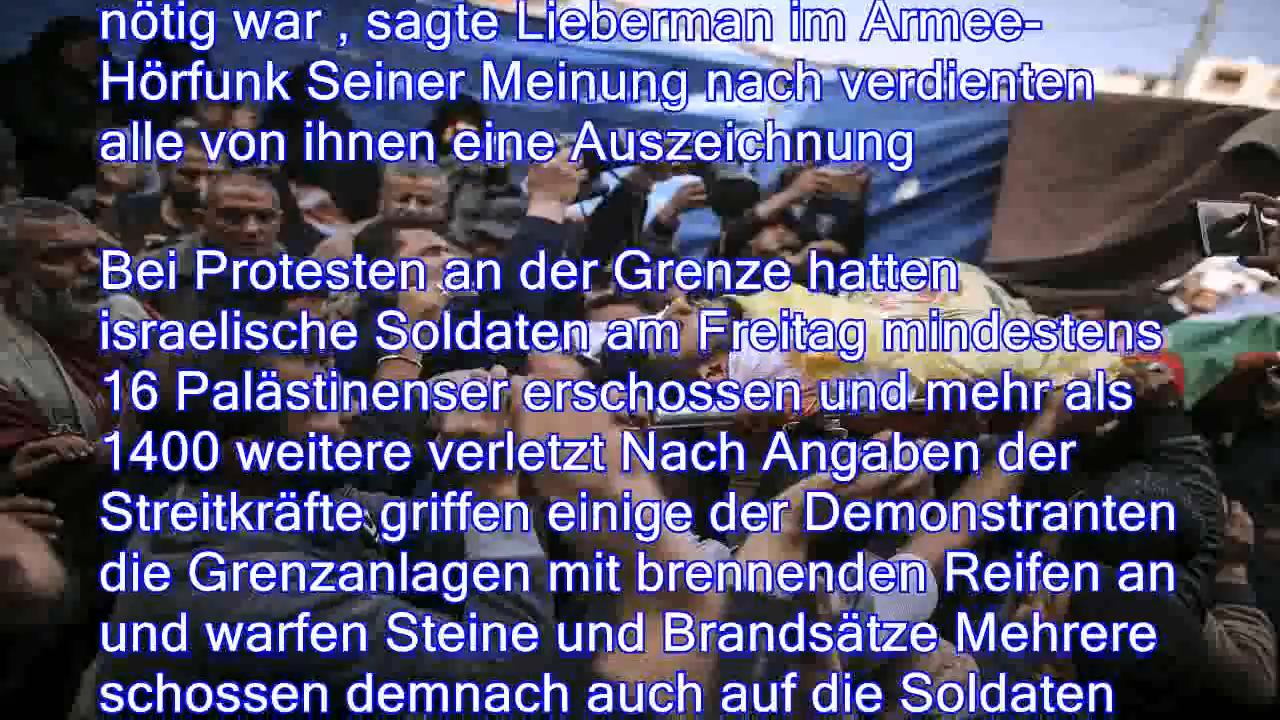 nötig war , sagte Lieberman im Armee-
Hörfunk Seiner Meinung nach verdienten
alle von ihnen eine Auszeichnung
Bei Protesten an der Grenze hatten
israelische Soldaten am Freitag mindestens
16 Palästinenser erschossen und mehr als
1400 weitere verletzt Nach Angaben der
Streitkräfte griffen einige der Demonstranten
die Grenzanlagen mit brennenden Reifen an
und warfen Steine und Brandsätze Mehrere
schossen demnach auch auf die Soldaten